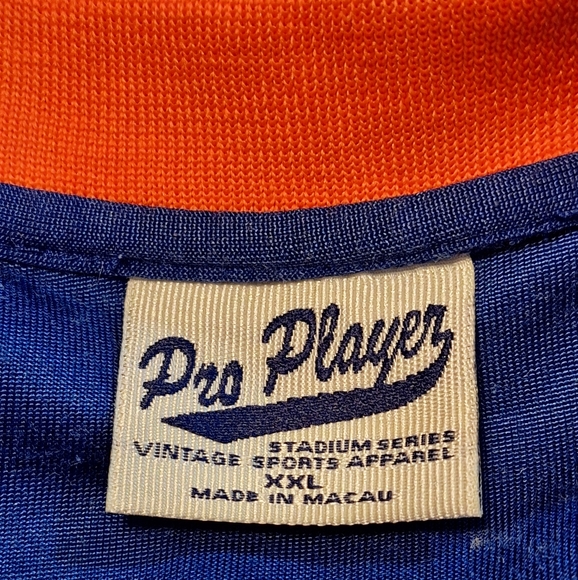 Pro Player
STADIUM SERIES
VINTAGE SPORTS APPAREL
XXL
MADE IN MACAU